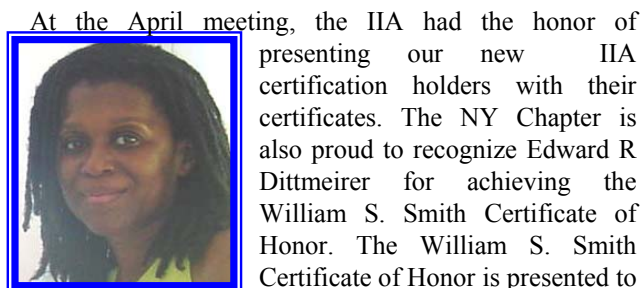 At the April meeting, the IIA had the honor of
presenting our new IIA
certification holders with their
certificates. The NY Chapter is
also proud to recognize Edward R
Dittmeirer for achieving the
William S. Smith Certificate of
Honor. The William S. Smith
Certificate of Honor is presented to